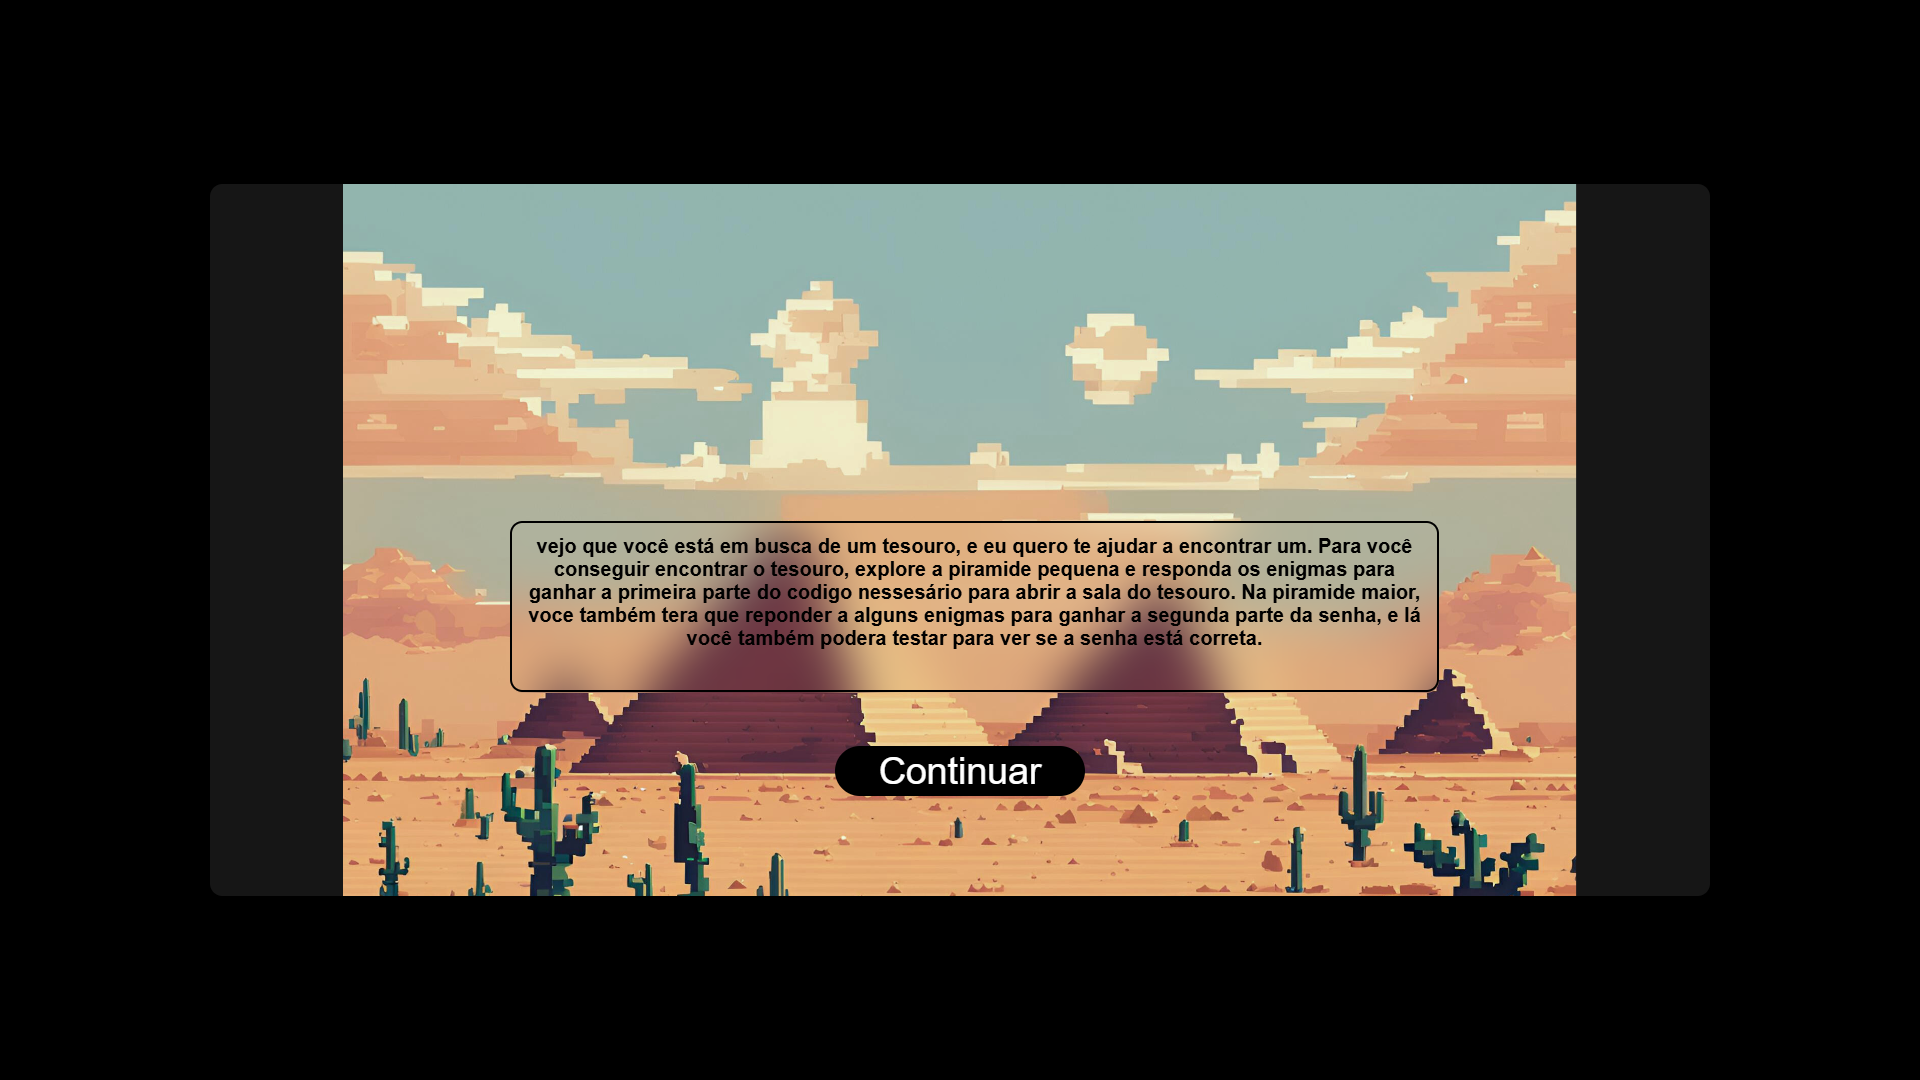 vejo que você está em busca de um tesouro, e eu quero te ajudar a encontrar um. Para você
conseguir encontrar o tesouro, explore a piramide pequena e responda os enigmas para
ganhar a primeira parte do codigo nessesário para abrir a sala do tesouro. Na piramide maior,
voce também tera que reponder a alguns enigmas para ganhar a segunda parte da senha, e lá
você também podera testar para ver se a senha está correta.
Continuar